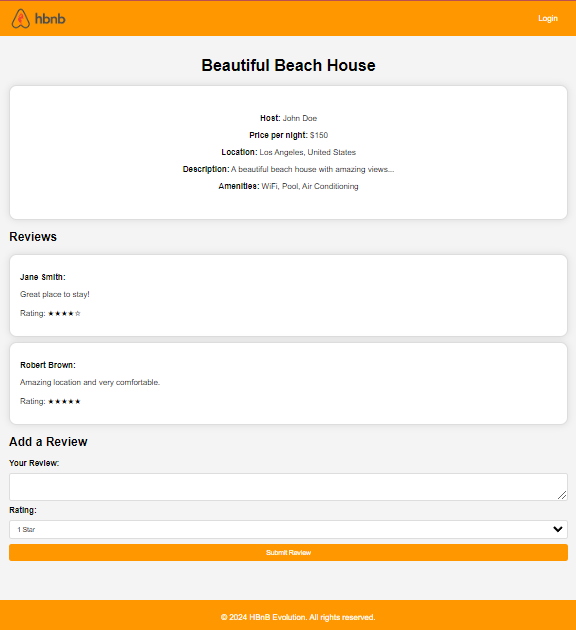 hbnb
Login
Beautiful Beach House
Host: John Doe
Price per night: $150
Location: Los Angeles, United States
Description: A beautiful beach house with amazing views...
Amenities: WiFi, Pool, Air Conditioning
Reviews
Jane Smith:
Great place to stay!
Rating: ★★★★☆
Robert Brown:
Amazing location and very comfortable.
Rating: ★★★★★
Add a Review
Your Review:
Rating:
1 Star
Submit Review
© 2024 HBnB Evolution. All rights reserved.